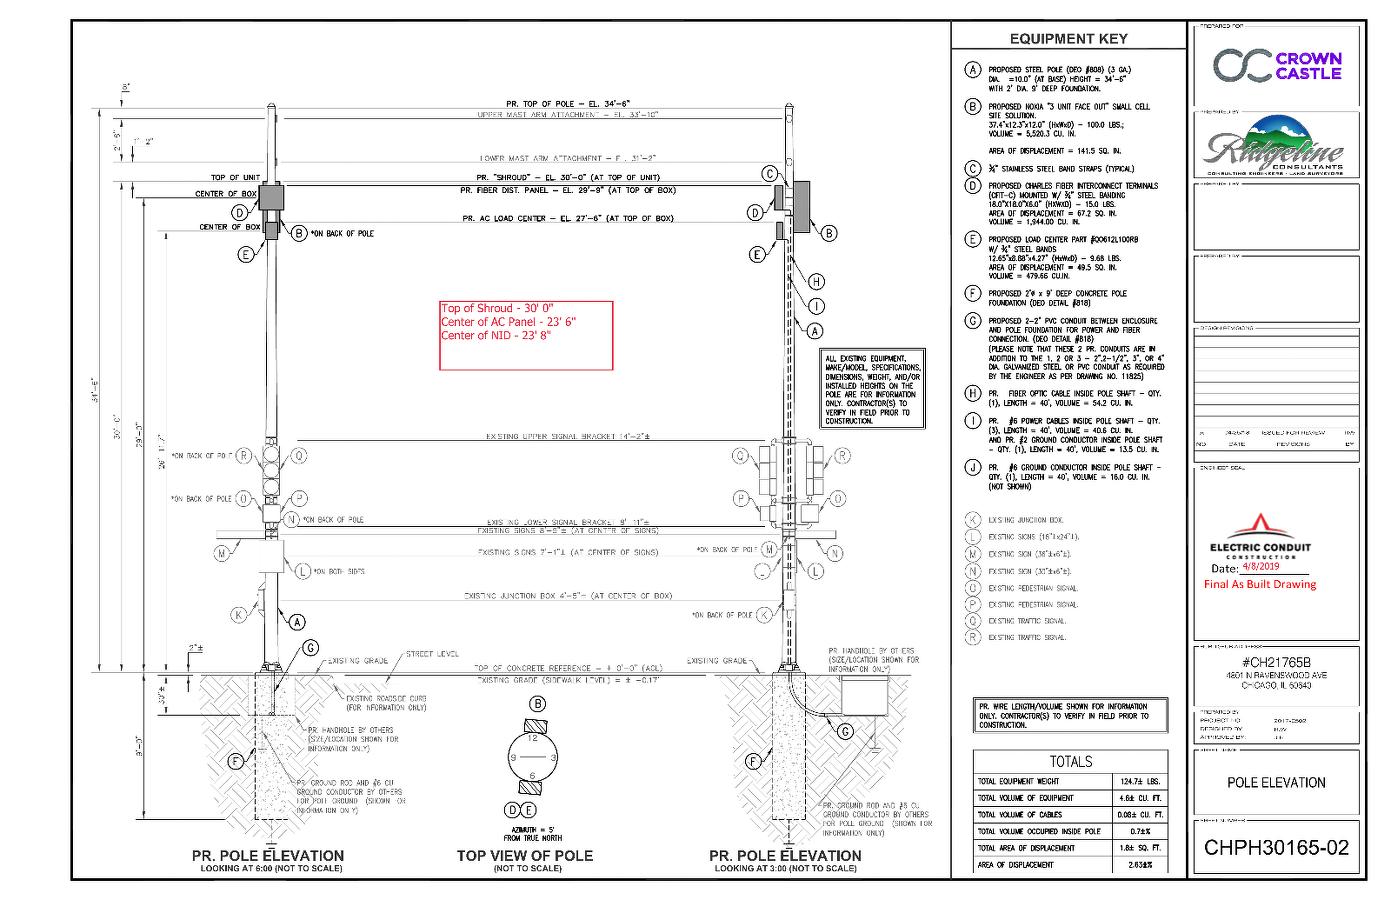 PR. TOP OF POLE – EL. 34'-6"
UPPER MAST ARM ATTACHMENT – EL. 33'-10"
LOWER MAST ARM ATTACHMENT – EL. 31'-2"
TOP OF UNIT
PR. "SHROUD" – EL. 30'-0" (AT TOP OF UNIT)
CENTER OF BOX
PR. FIBER DIST. PANEL – EL. 29'-9" (AT TOP OF BOX)
PR. AC LOAD CENTER – EL. 27'-6" (AT TOP OF BOX)
CENTER OF BOX
*ON BACK OF POLE
Top of Shroud - 30' 0"
Center of AC Panel - 23' 6"
Center of NID - 23' 8"
ALL EXISTING EQUIPMENT,
MAKE/MODEL, SPECIFICATIONS,
DIMENSIONS, WEIGHT, AND/OR
INSTALLED HEIGHTS ON THE
POLE ARE FOR INFORMATION
ONLY. CONTRACTOR(S) TO
VERIFY IN FIELD PRIOR TO
CONSTRUCTION.
34'-6"
30'-0"
29'-3"
2'-6"
EXISTING UPPER SIGNAL BRACKET 14'-2"±
*ON BACK OF POLE
*ON BACK OF POLE
*ON BACK OF POLE
EXISTING LOWER SIGNAL BRACKET 8' 11"±
EXISTING SIGNS 7'-1"± (AT CENTER OF SIGNS)
*ON BACK OF POLE
*ON BOTH SIDES
EXISTING JUNCTION BOX 4'-5"± (AT CENTER OF BOX)
*ON BACK OF POLE
2"±
EXISTING GRADE
STREET LEVEL
TOP OF CONCRETE REFERENCE – ± 0'-0" (AGL)
EXISTING GRADE (SIDEWALK LEVEL) = ± -0.17'
EXISTING GRADE
PR. HANDHOLE BY OTHERS
(SIZE/LOCATION SHOWN FOR
INFORMATION ONLY)
EXISTING ROADSIDE CURB
(FOR INFORMATION ONLY)
30"±
9'-0"
PR. HANDHOLE BY OTHERS
(SIZE/LOCATION SHOWN FOR
INFORMATION ONLY)
PR. GROUND ROD AND #6 CU
GROUND CONDUCTOR BY OTHERS
FOR POLE GROUND (SHOWN FOR
INFORMATION ONLY)
12
9 3
6
AZIMUTH = 5°
FROM TRUE NORTH
PR. GROUND ROD AND #6 CU
GROUND CONDUCTOR BY OTHERS
FOR POLE GROUND (SHOWN FOR
INFORMATION ONLY)
PR. POLE ELEVATION
LOOKING AT 6:00 (NOT TO SCALE)
TOP VIEW OF POLE
(NOT TO SCALE)
PR. POLE ELEVATION
LOOKING AT 3:00 (NOT TO SCALE)
EQUIPMENT KEY
A PROPOSED STEEL POLE (DEO #808) (3 GA.)
DIA. =10.0" (AT BASE) HEIGHT = 34'-6"
WITH 2' DIA. 9' DEEP FOUNDATION.
B PROPOSED NOKIA "3 UNIT FACE OUT" SMALL CELL
SITE SOLUTION.
37.4"x12.3"x12.0" (HxWxD) – 100.0 LBS.;
VOLUME = 5,520.3 CU. IN.
AREA OF DISPLACEMENT = 141.5 SQ. IN.
C ¾" STAINLESS STEEL BAND STRAPS (TYPICAL)
D PROPOSED CHARLES FIBER INTERCONNECT TERMINALS
(CFIT-C) MOUNTED W/ ¾" STEEL BANDING
18.0"X18.0"X6.0" (HXWXD) – 15.0 LBS.
AREA OF DISPLACEMENT = 67.2 SQ. IN.
VOLUME = 1,944.00 CU. IN.
E PROPOSED LOAD CENTER PART #QO612L100RB
W/ ¾" STEEL BANDS
12.65"x8.88"x4.27" (HxWxD) – 9.68 LBS.
AREA OF DISPLACEMENT = 49.5 SQ. IN.
VOLUME = 479.66 CU.IN.
F PROPOSED 2'ø x 9' DEEP CONCRETE POLE
FOUNDATION (DEO DETAIL #818)
G PROPOSED 2–2" PVC CONDUIT BETWEEN ENCLOSURE
AND POLE FOUNDATION FOR POWER AND FIBER
CONNECTION. (DEO DETAIL #818)
(PLEASE NOTE THAT THESE 2 PR. CONDUITS ARE IN
ADDITION TO THE 1, 2 OR 3 – 2",2-1/2", 3", OR 4"
DIA. GALVANIZED STEEL OR PVC CONDUIT AS REQUIRED
BY THE ENGINEER AS PER DRAWING NO. 11825)
H PR. FIBER OPTIC CABLE INSIDE POLE SHAFT – QTY.
(1), LENGTH = 40', VOLUME = 54.2 CU. IN.
I PR. #6 POWER CABLES INSIDE POLE SHAFT – QTY.
(3), LENGTH = 40', VOLUME = 40.6 CU. IN.
AND PR. #2 GROUND CONDUCTOR INSIDE POLE SHAFT
– QTY. (1), LENGTH = 40', VOLUME = 13.5 CU. IN.
J PR. #6 GROUND CONDUCTOR INSIDE POLE SHAFT –
QTY. (1), LENGTH = 40', VOLUME = 16.0 CU. IN.
(NOT SHOWN)
K EXISTING JUNCTION BOX.
L EXISTING SIGNS (18"±x24"±).
M EXISTING SIGN (36"±x6"±).
N EXISTING SIGN (30"±x6"±).
O EXISTING PEDESTRIAN SIGNAL.
P EXISTING PEDESTRIAN SIGNAL.
Q EXISTING TRAFFIC SIGNAL.
R EXISTING TRAFFIC SIGNAL.
PR. WIRE LENGTH/VOLUME SHOWN FOR INFORMATION
ONLY. CONTRACTOR(S) TO VERIFY IN FIELD PRIOR TO
CONSTRUCTION.
TOTALS
TOTAL EQUIPMENT WEIGHT 124.7± LBS.
TOTAL VOLUME OF EQUIPMENT 4.6± CU. FT.
TOTAL VOLUME OF CABLES 0.08± CU. FT.
TOTAL VOLUME OCCUPIED INSIDE POLE 0.7±%
TOTAL AREA OF DISPLACEMENT 1.8± SQ. FT.
AREA OF DISPLACEMENT 2.63±%
PREPARED FOR
CROWN
CASTLE
PREPARED BY
Ridgeline
CONSULTANTS
CONSULTING ENGINEERS - LAND SURVEYORS
DESIGN REVISIONS
ISSUED FOR REVIEW
NO. DATE REVISIONS BY
ENGINEER SEAL
ELECTRIC CONDUIT
CONSTRUCTION
Date: 4/8/2019
Final As Built Drawing
#CH21765B
4801 N RAVENSWOOD AVE
CHICAGO, IL 60640
PREPARED BY
PROJECT NO.
DESIGNED BY
APPROVED BY
POLE ELEVATION
SHEET NUMBER
CHPH30165-02